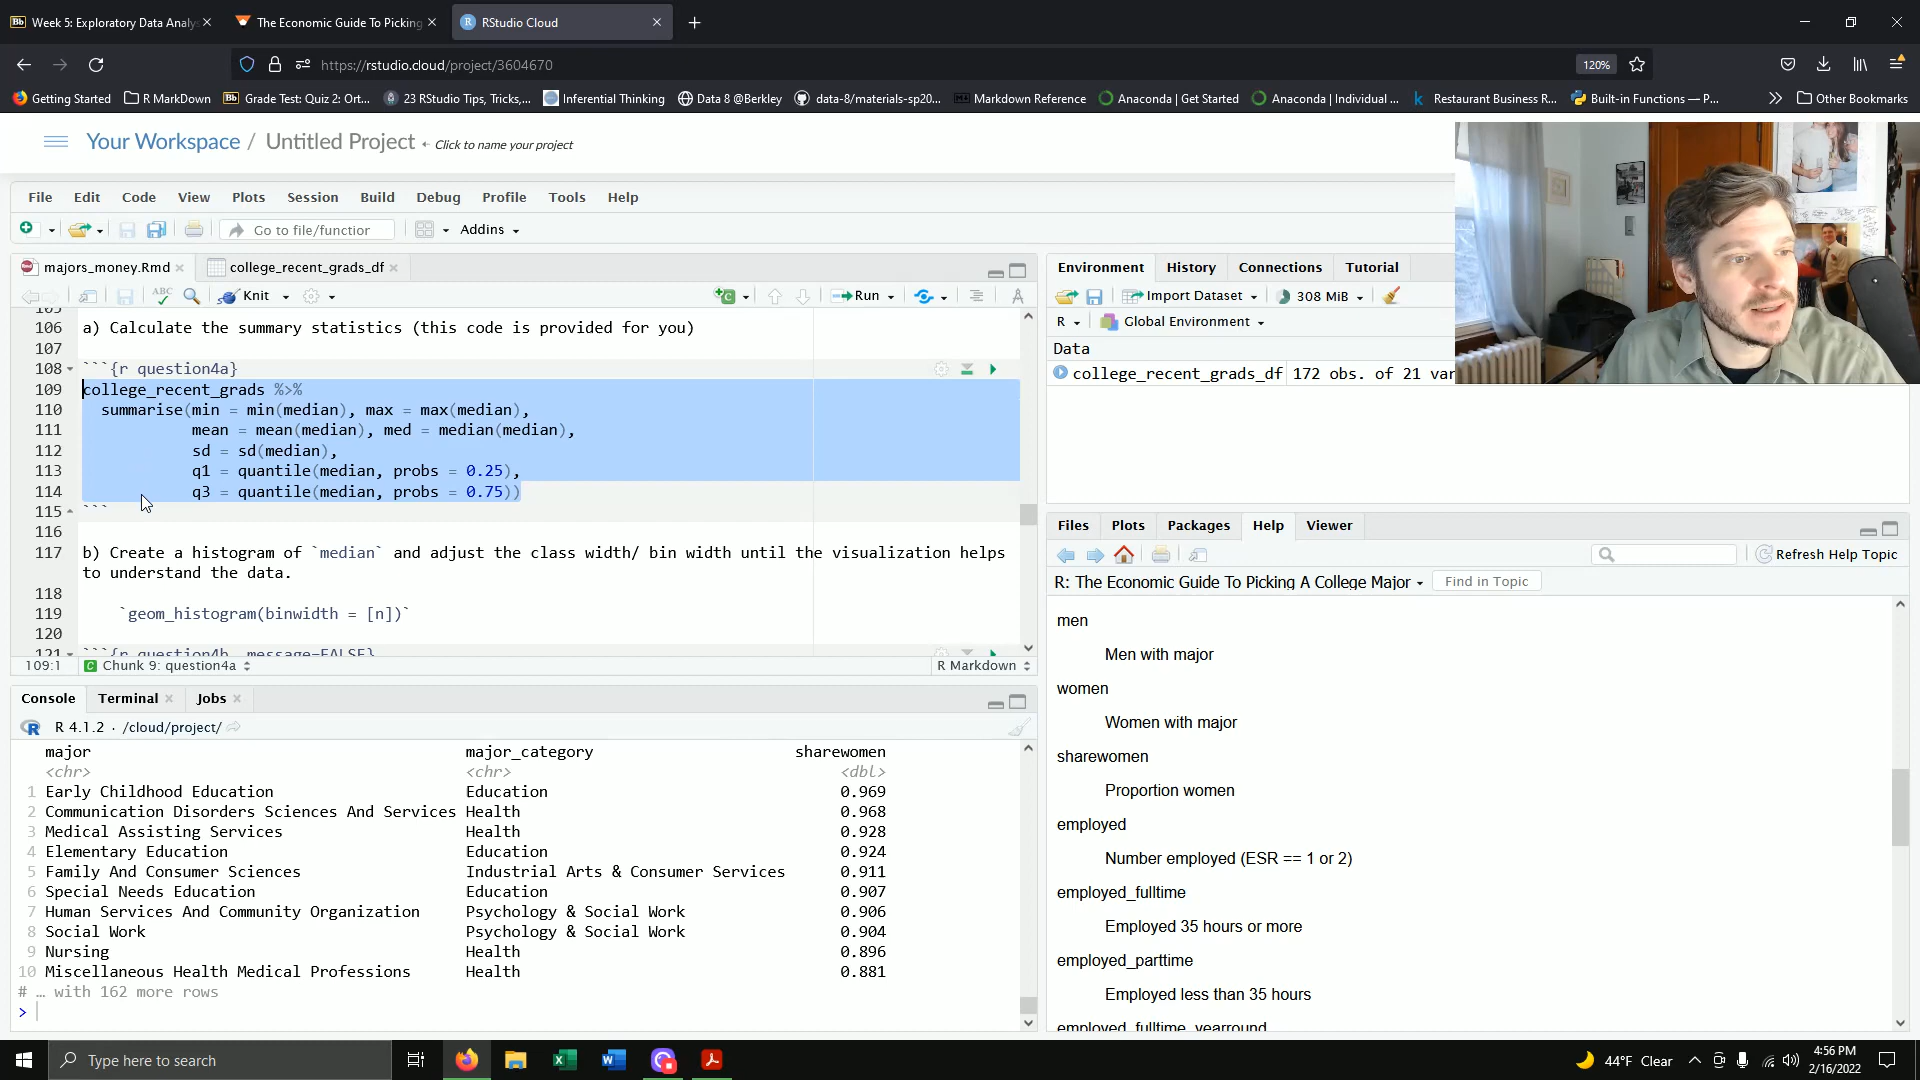 Week 5: Exploratory Data Analys
The Economic Guide To Picking
RStudio Cloud
https://rstudio.cloud/project/3604670
120%
Getting Started
R MarkDown
Grade Test: Quiz 2: Ort...
23 RStudio Tips, Tricks,...
Inferential Thinking
Data 8 @Berkley
data-8/materials-sp20...
Markdown Reference
Anaconda | Get Started
Anaconda | Individual ...
Restaurant Business R...
Built-in Functions — P...
Other Bookmarks
Your Workspace / Untitled Project
Click to name your project
File Edit Code View Plots Session Build Debug Profile Tools Help
Go to file/function
Addins
majors_money.Rmd
college_recent_grads_df
Knit
Run
106 a) Calculate the summary statistics (this code is provided for you)
107
108 ```{r question4a}
109 college_recent_grads %>%
110 summarise(min = min(median), max = max(median),
111 mean = mean(median), med = median(median),
112 sd = sd(median),
113 q1 = quantile(median, probs = 0.25),
114 q3 = quantile(median, probs = 0.75))
115 ```
116
117 b) Create a histogram of `median` and adjust the class width/ bin width until the visualization helps
to understand the data.
118
119 `geom_histogram(binwidth = [n])`
120
121 ```{r question4b, message=FALSE}
109:1
Chunk 9: question4a
R Markdown
Console Terminal Jobs
R 4.1.2 · /cloud/project/
major major_category sharewomen
<chr> <chr> <dbl>
1 Early Childhood Education Education 0.969
2 Communication Disorders Sciences And Services Health 0.968
3 Medical Assisting Services Health 0.928
4 Elementary Education Education 0.924
5 Family And Consumer Sciences Industrial Arts & Consumer Services 0.911
6 Special Needs Education Education 0.907
7 Human Services And Community Organization Psychology & Social Work 0.906
8 Social Work Psychology & Social Work 0.904
9 Nursing Health 0.896
10 Miscellaneous Health Medical Professions Health 0.881
# … with 162 more rows
>
Environment History Connections Tutorial
Import Dataset
308 MiB
R
Global Environment
Data
college_recent_grads_df 172 obs. of 21 var
Files Plots Packages Help Viewer
Refresh Help Topic
R: The Economic Guide To Picking A College Major
Find in Topic
men
Men with major
women
Women with major
sharewomen
Proportion women
employed
Number employed (ESR == 1 or 2)
employed_fulltime
Employed 35 hours or more
employed_parttime
Employed less than 35 hours
employed_fulltime_yearround
Type here to search
44°F Clear
4:56 PM
2/16/2022